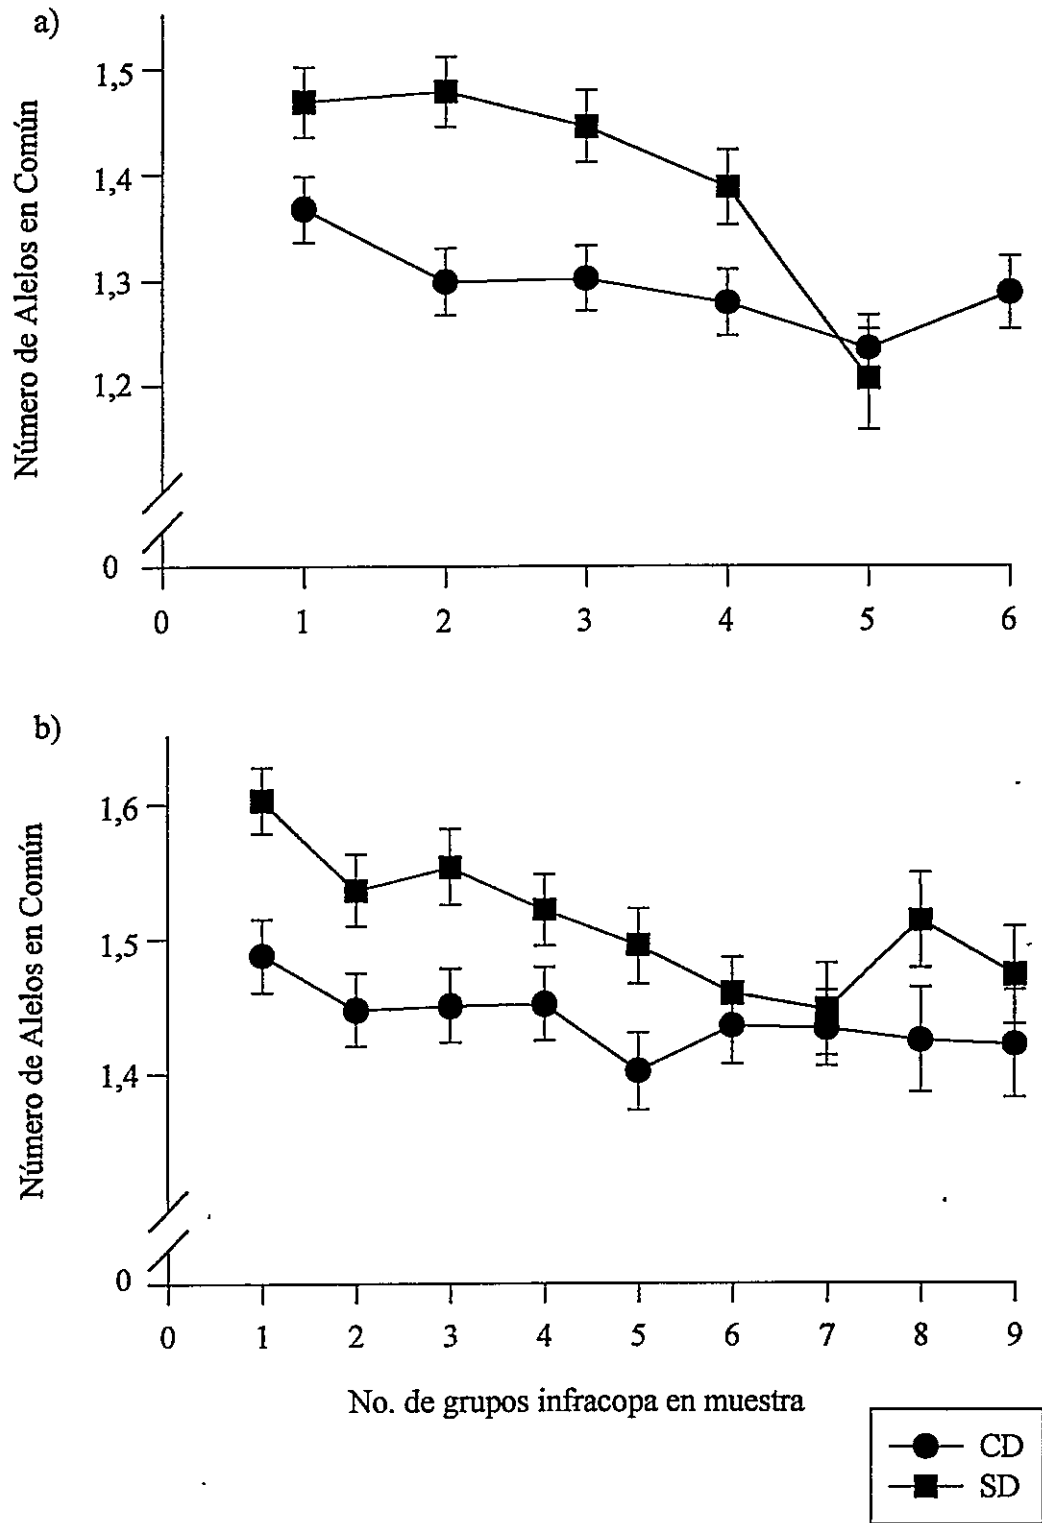 a)
Número de Alelos en Común
1,5
1,4
1,3
1,2
0
0 1 2 3 4 5 6
b)
Número de Alelos en Común
1,6
1,5
1,4
0
0 1 2 3 4 5 6 7 8 9
No. de grupos infracopa en muestra
CD
SD